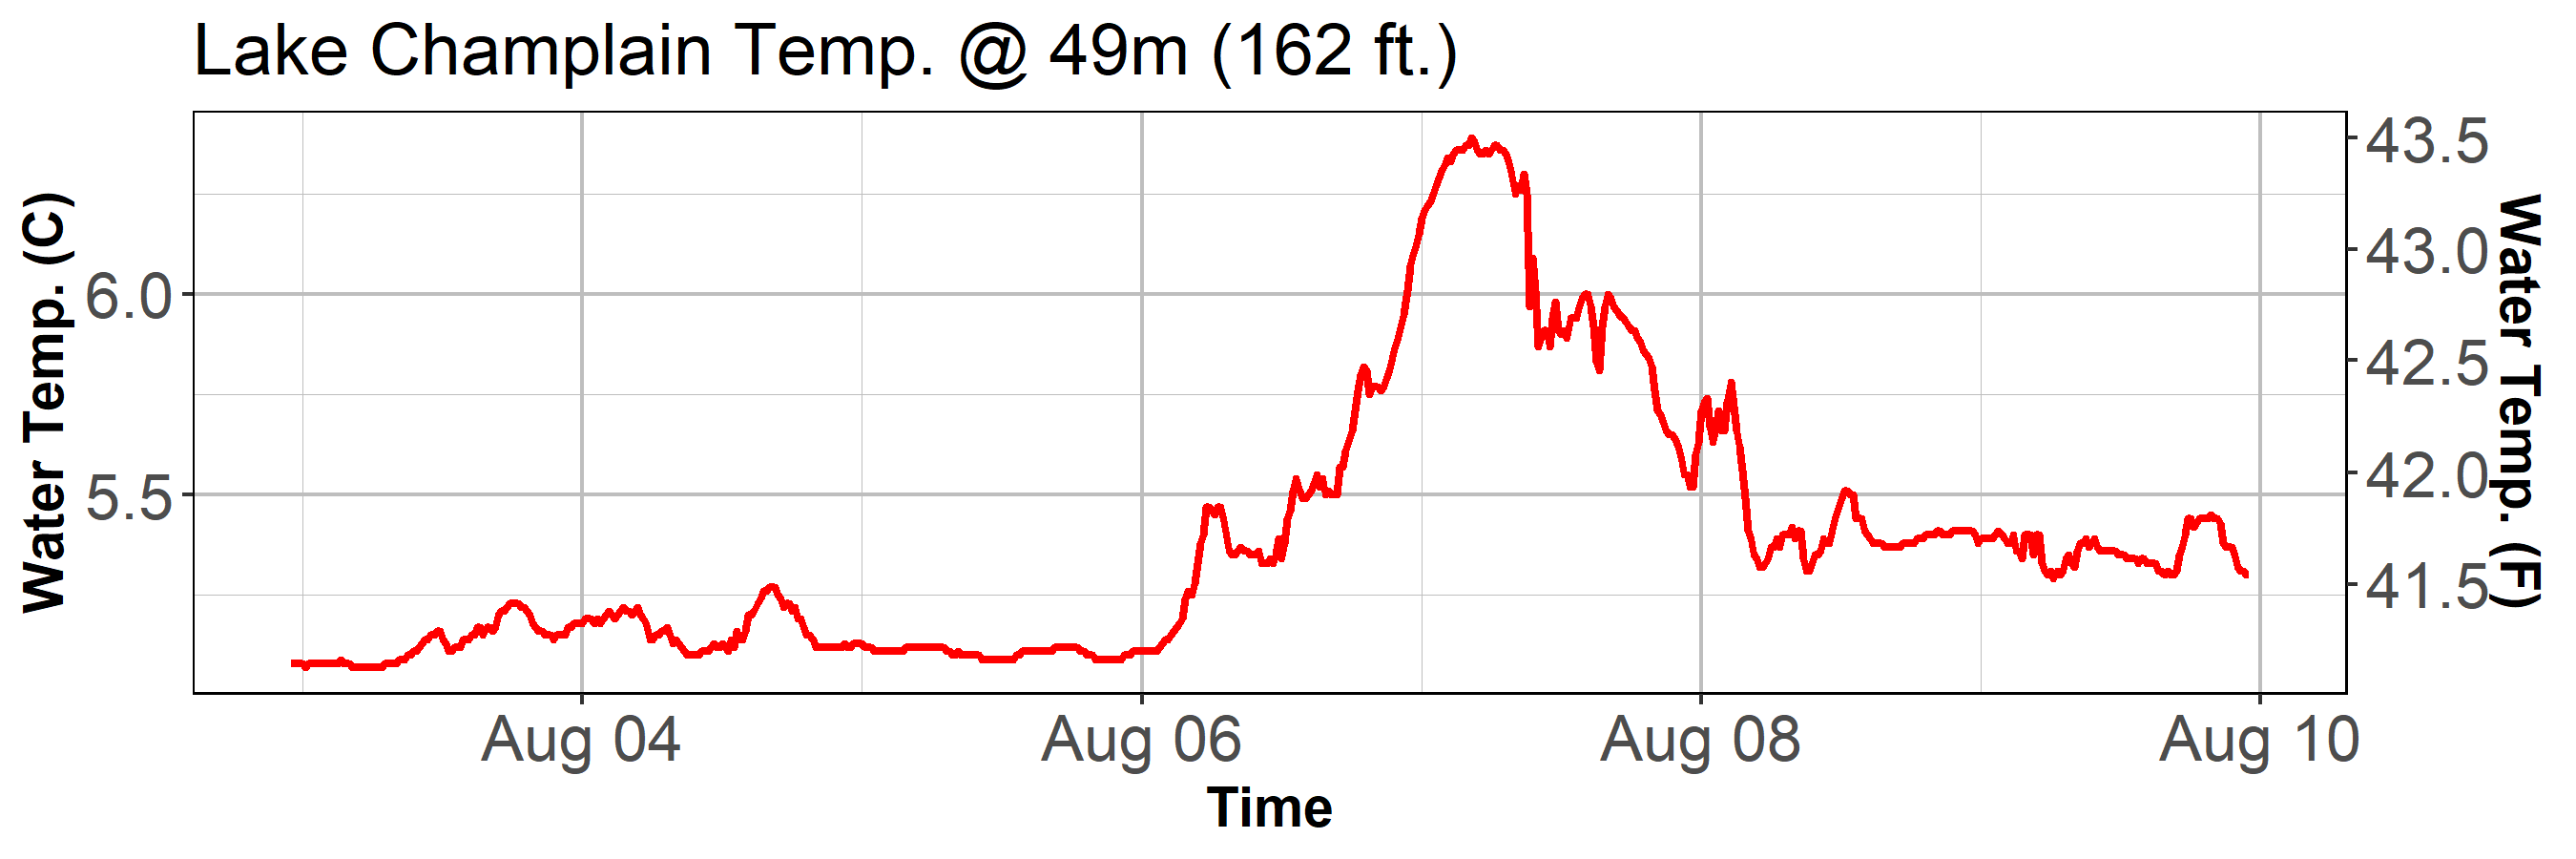 Lake Champlain Temp. @ 49m (162 ft.)
Water Temp. (C)
6.0
5.5
43.5
43.0
42.5
42.0
41.5
Water Temp. (F)
Aug 04 Aug 06 Aug 08 Aug 10
Time